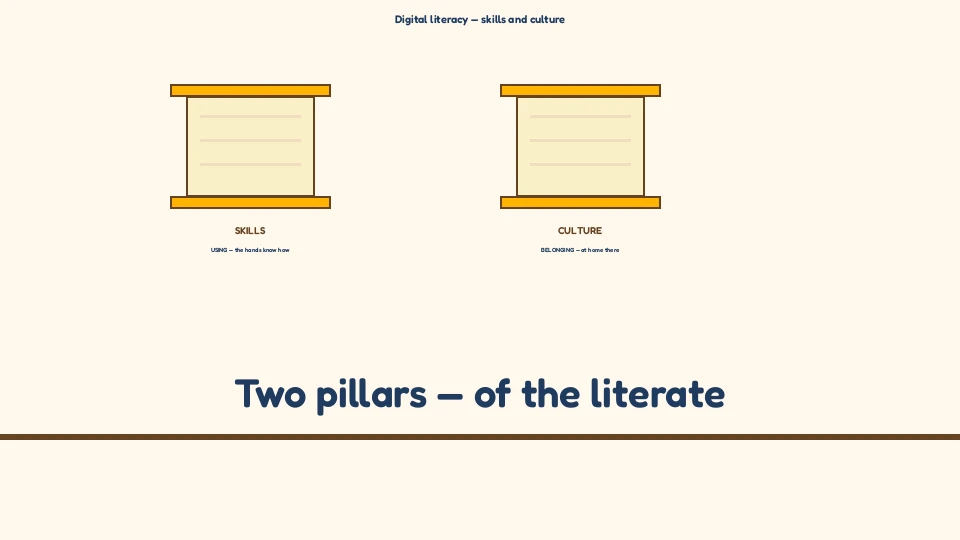 Digital literacy — skills and culture
SKILLS
USING — the hands know how
CULTURE
BELONGING — at home there
Two pillars — of the literate